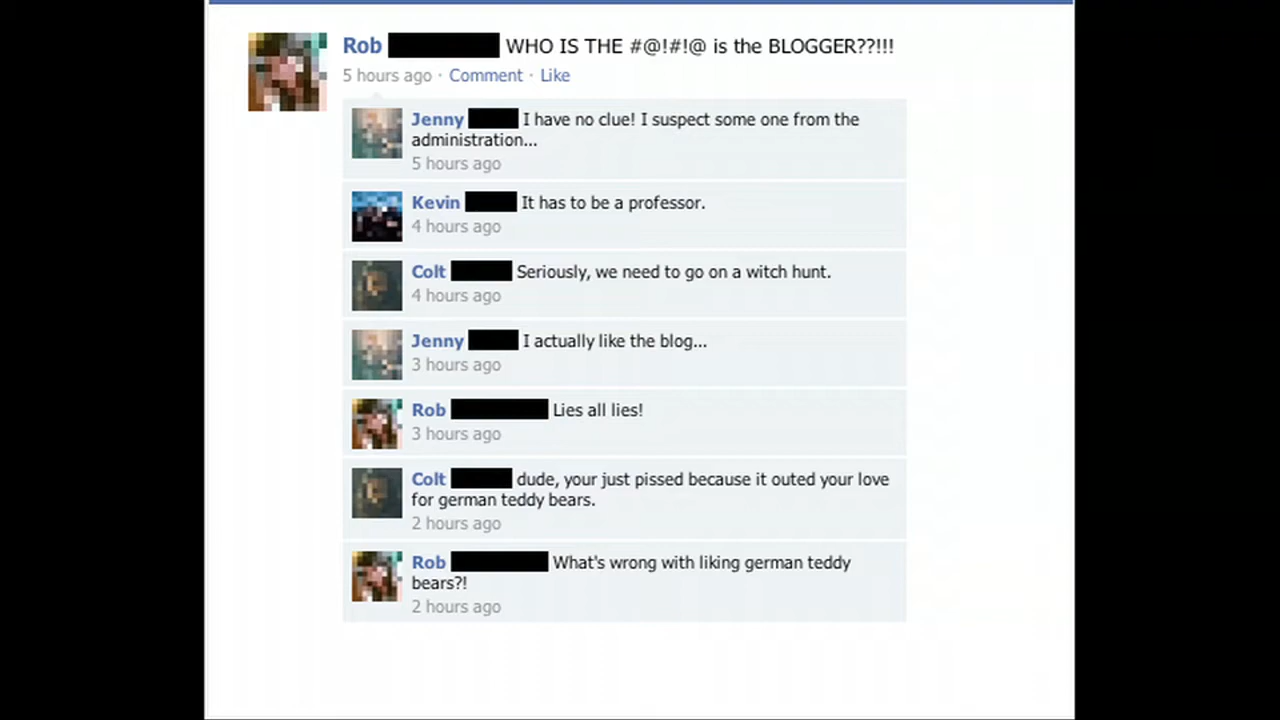 Rob WHO IS THE #@!#!@ is the BLOGGER??!!!
5 hours ago · Comment · Like
Jenny I have no clue! I suspect some one from the
administration...
5 hours ago
Kevin It has to be a professor.
4 hours ago
Colt Seriously, we need to go on a witch hunt.
4 hours ago
Jenny I actually like the blog...
3 hours ago
Rob Lies all lies!
3 hours ago
Colt dude, your just pissed because it outed your love
for german teddy bears.
2 hours ago
Rob What's wrong with liking german teddy
bears?!
2 hours ago